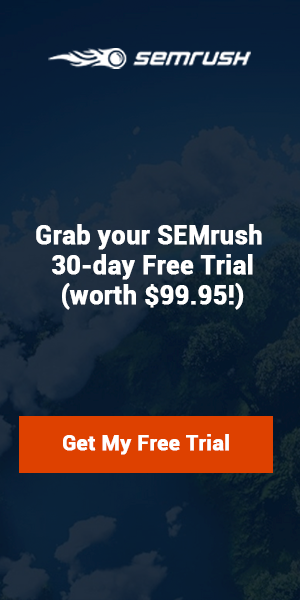 semrush
Grab your SEMrush
30-day Free Trial
(worth $99.95!)
Get My Free Trial